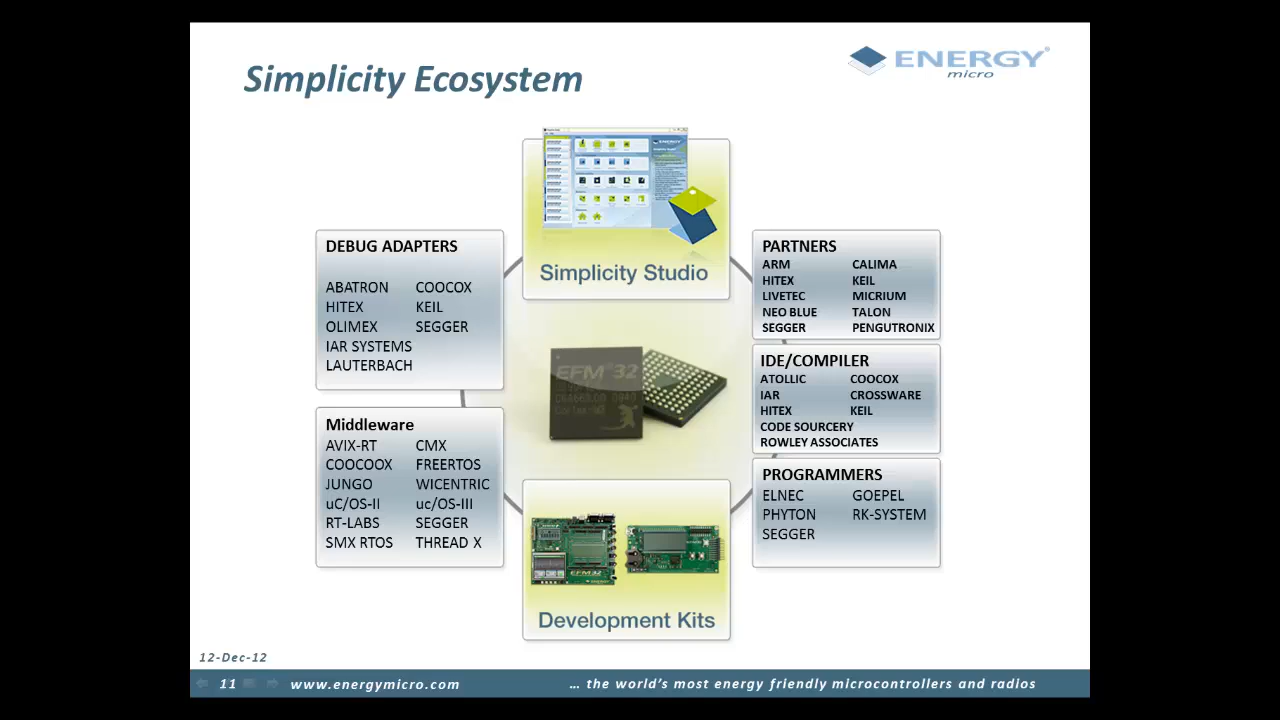 Simplicity Ecosystem
ENERGY®
micro
Simplicity Studio
DEBUG ADAPTERS
ABATRON COOCOX
HITEX KEIL
OLIMEX SEGGER
IAR SYSTEMS
LAUTERBACH
Middleware
AVIX-RT CMX
COOCOOX FREERTOS
JUNGO WICENTRIC
uC/OS-II uc/OS-III
RT-LABS SEGGER
SMX RTOS THREAD X
EFM®32
Development Kits
PARTNERS
ARM CALIMA
HITEX KEIL
LIVETEC MICRIUM
NEO BLUE TALON
SEGGER PENGUTRONIX
IDE/COMPILER
ATOLLIC COOCOX
IAR CROSSWARE
HITEX KEIL
CODE SOURCERY
ROWLEY ASSOCIATES
PROGRAMMERS
ELNEC GOEPEL
PHYTON RK-SYSTEM
SEGGER
12-Dec-12
11 www.energymicro.com … the world's most energy friendly microcontrollers and radios